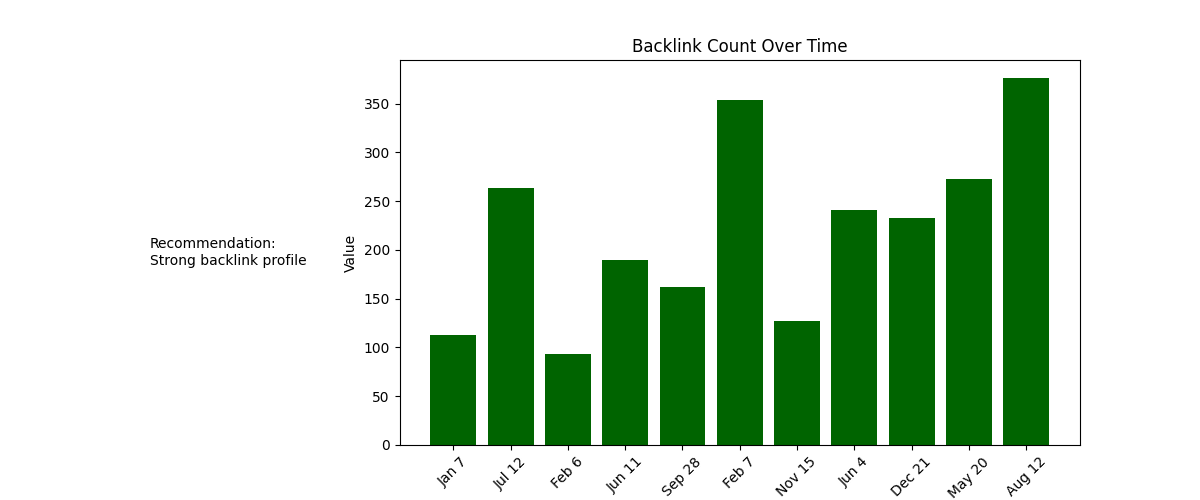 Backlink Count Over Time
Recommendation:
Strong backlink profile
Value
350
300
250
200
150
100
50
0
Jan 7
Jul 12
Feb 6
Jun 11
Sep 28
Feb 7
Nov 15
Jun 4
Dec 21
May 20
Aug 12